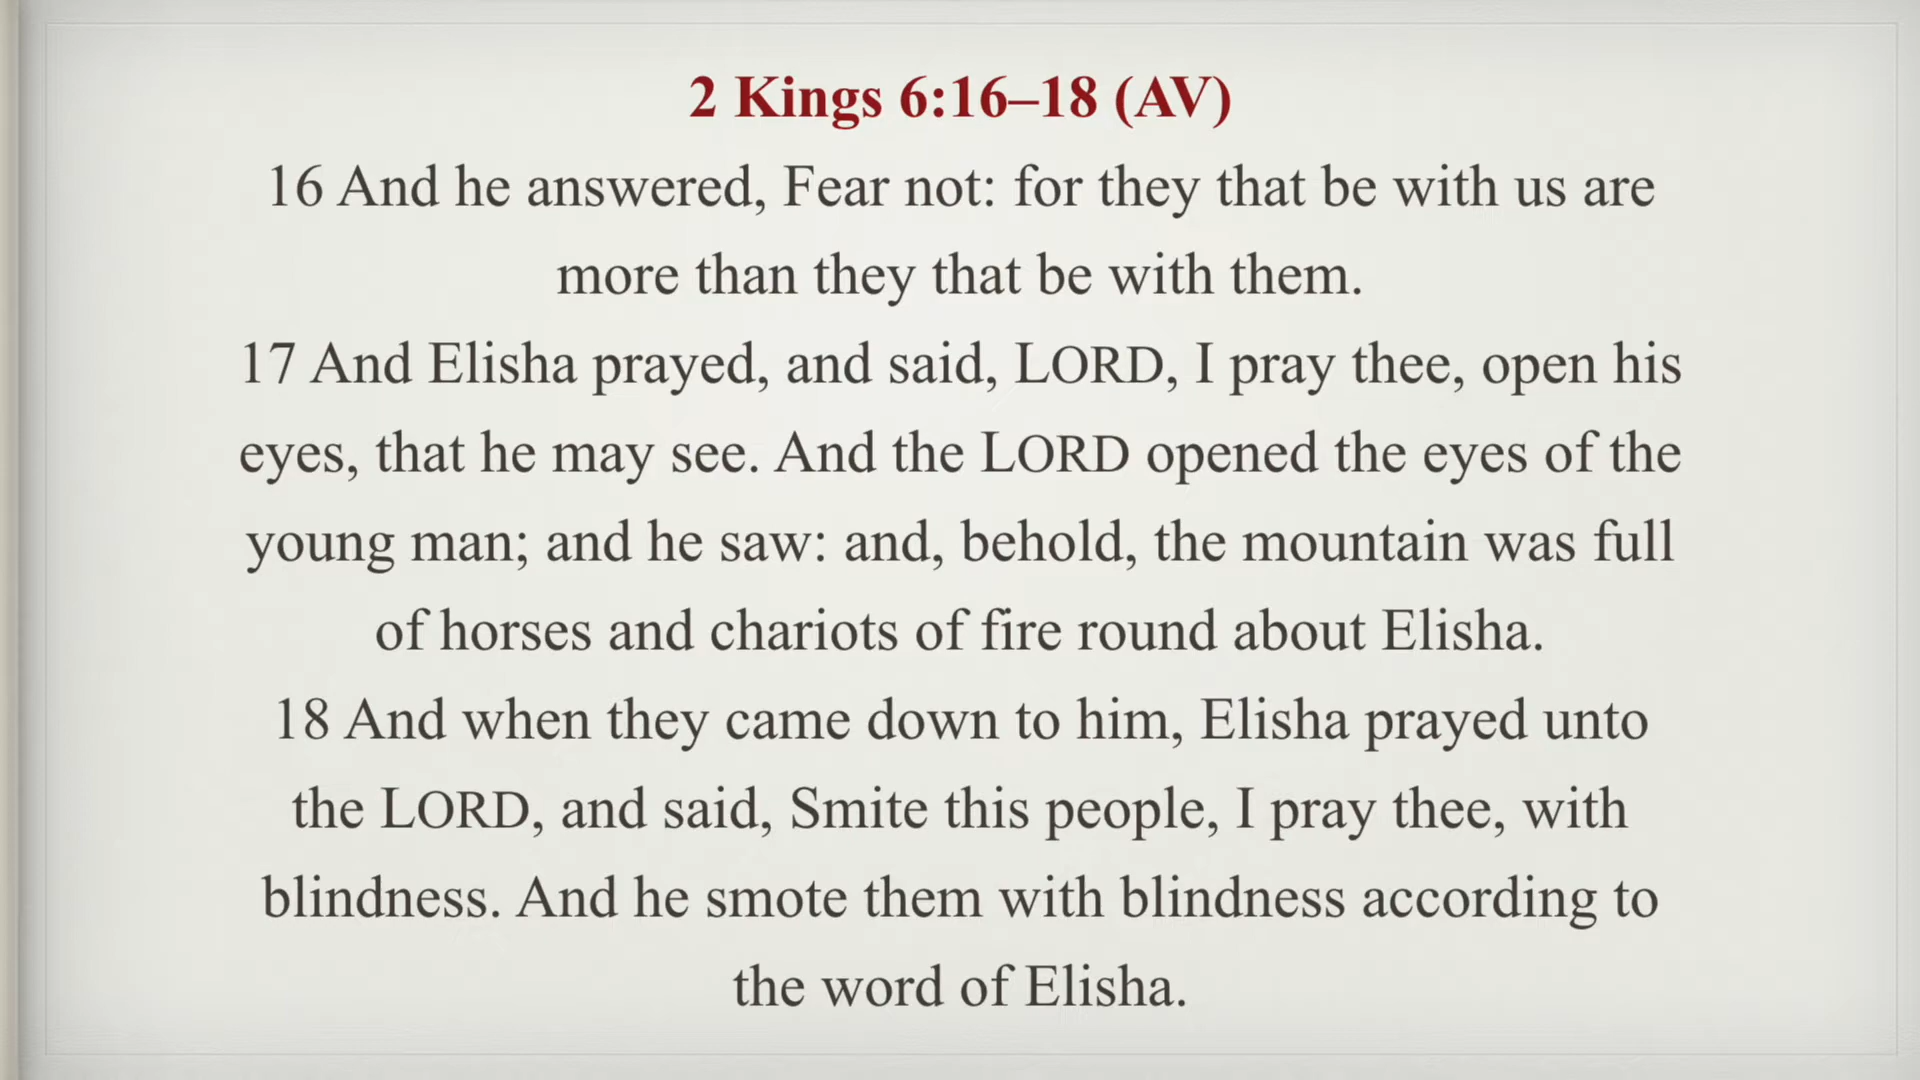 2 Kings 6:16–18 (AV)
16 And he answered, Fear not: for they that be with us are
more than they that be with them.
17 And Elisha prayed, and said, LORD, I pray thee, open his
eyes, that he may see. And the LORD opened the eyes of the
young man; and he saw: and, behold, the mountain was full
of horses and chariots of fire round about Elisha.
18 And when they came down to him, Elisha prayed unto
the LORD, and said, Smite this people, I pray thee, with
blindness. And he smote them with blindness according to
the word of Elisha.